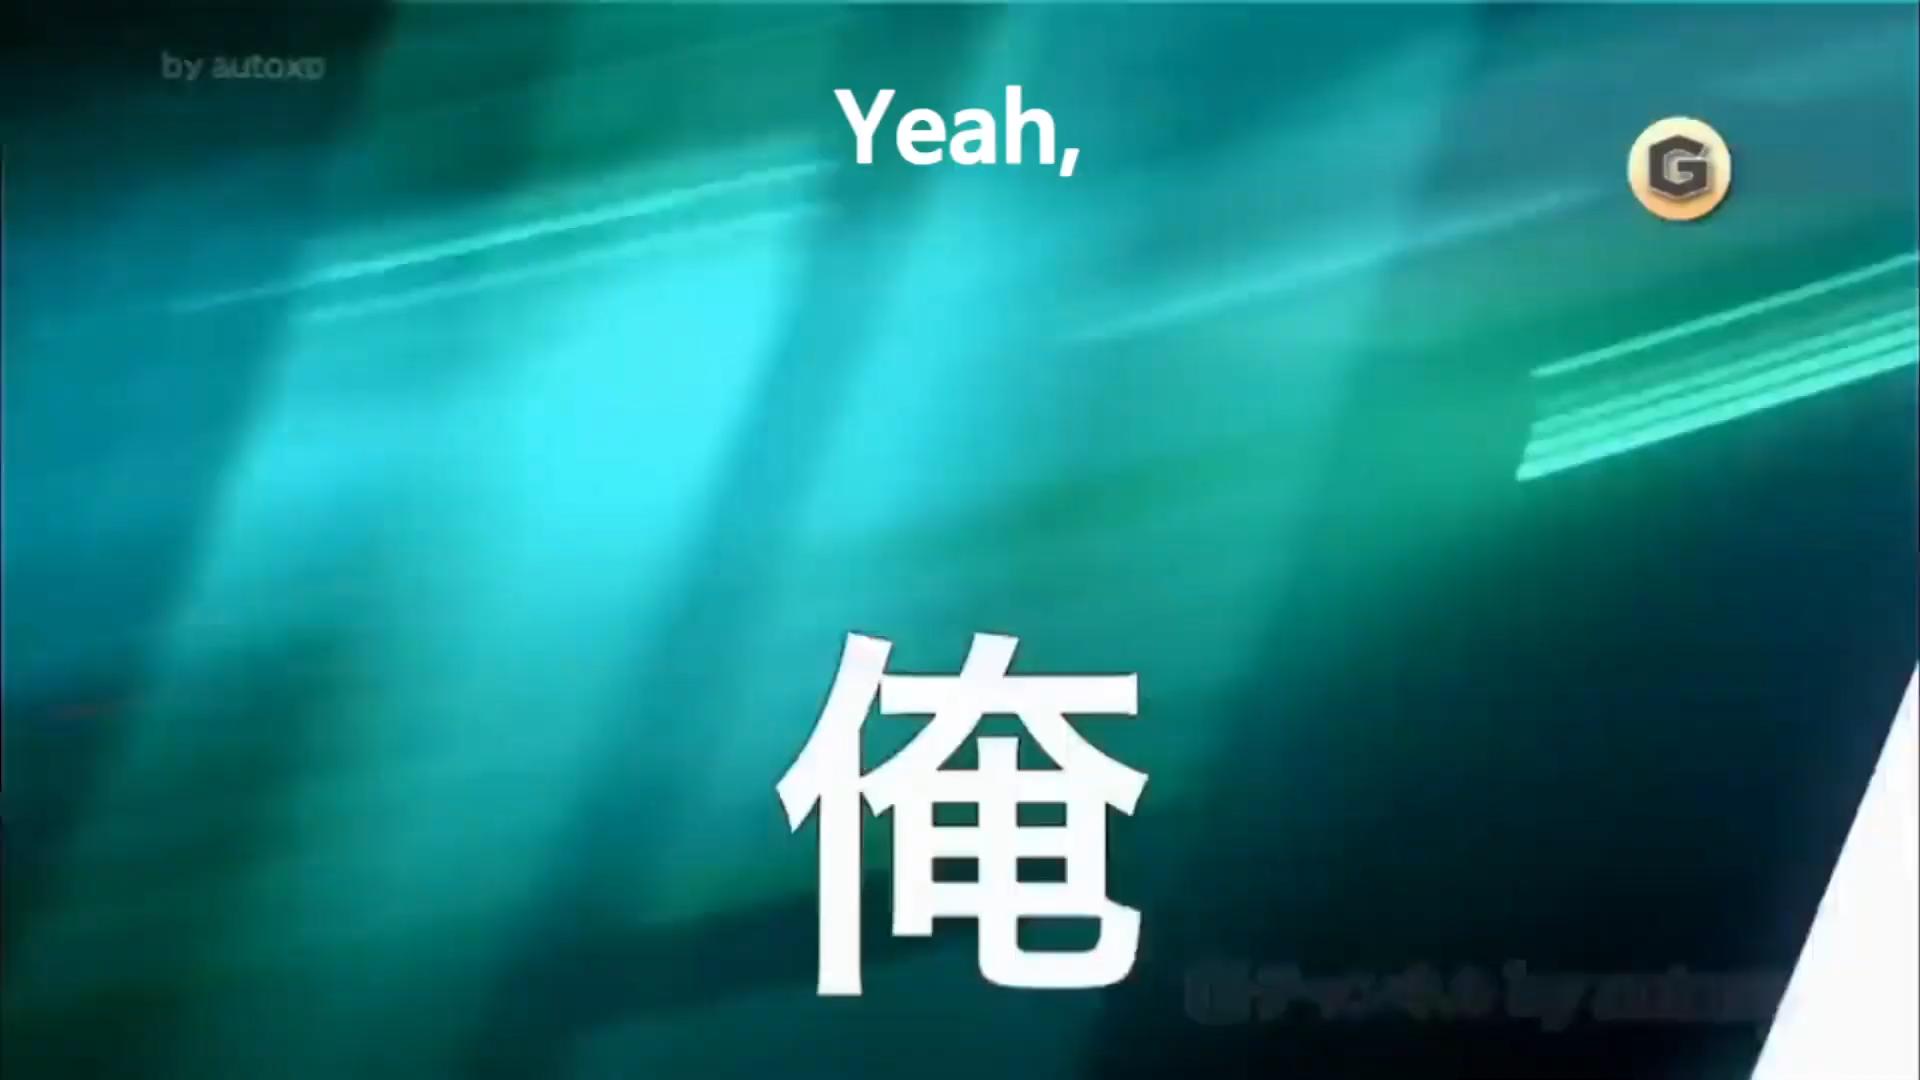 by autoxp
Yeah,
G
俺